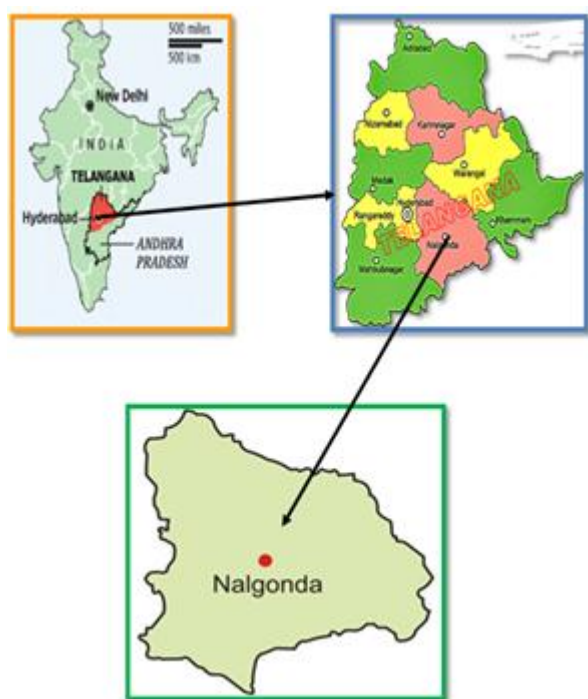 500 miles
500 km
New Delhi
INDIA
TELANGANA
Hyderabad
ANDHRA
PRADESH
Adilabad
Nizamabad
Karimnagar
Warangal
Medak
Hyderabad
Rangareddy
TELANGANA
Khammam
Nalgonda
Mahbubnagar
Nalgonda